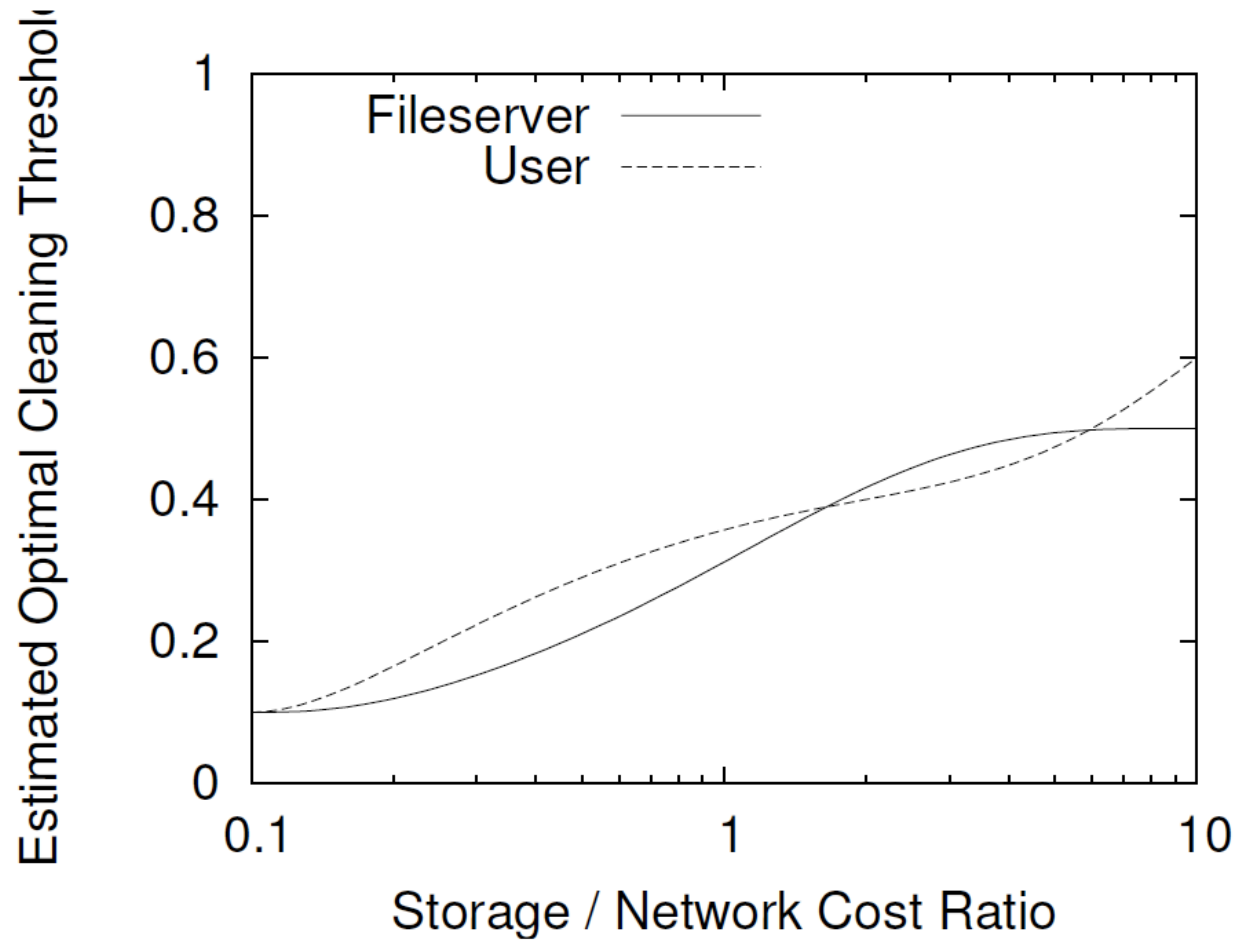 Estimated Optimal Cleaning Threshol
1
0.8
0.6
0.4
0.2
0
Fileserver
User
0.1 1 10
Storage / Network Cost Ratio